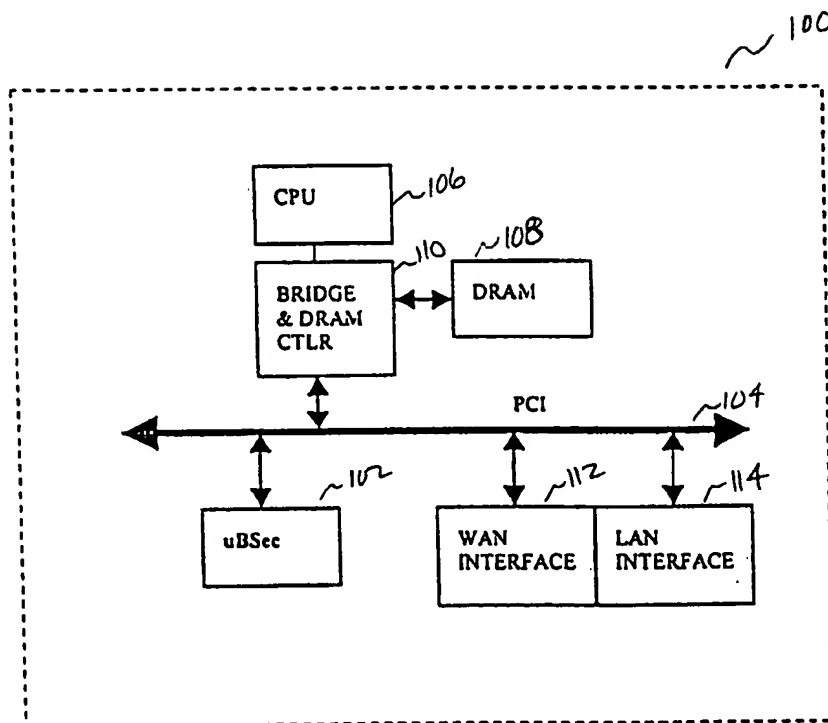 100
CPU
106
110
108
BRIDGE
& DRAM
CTLR
DRAM
PCI
104
102
112
114
uBSec
WAN
INTERFACE
LAN
INTERFACE